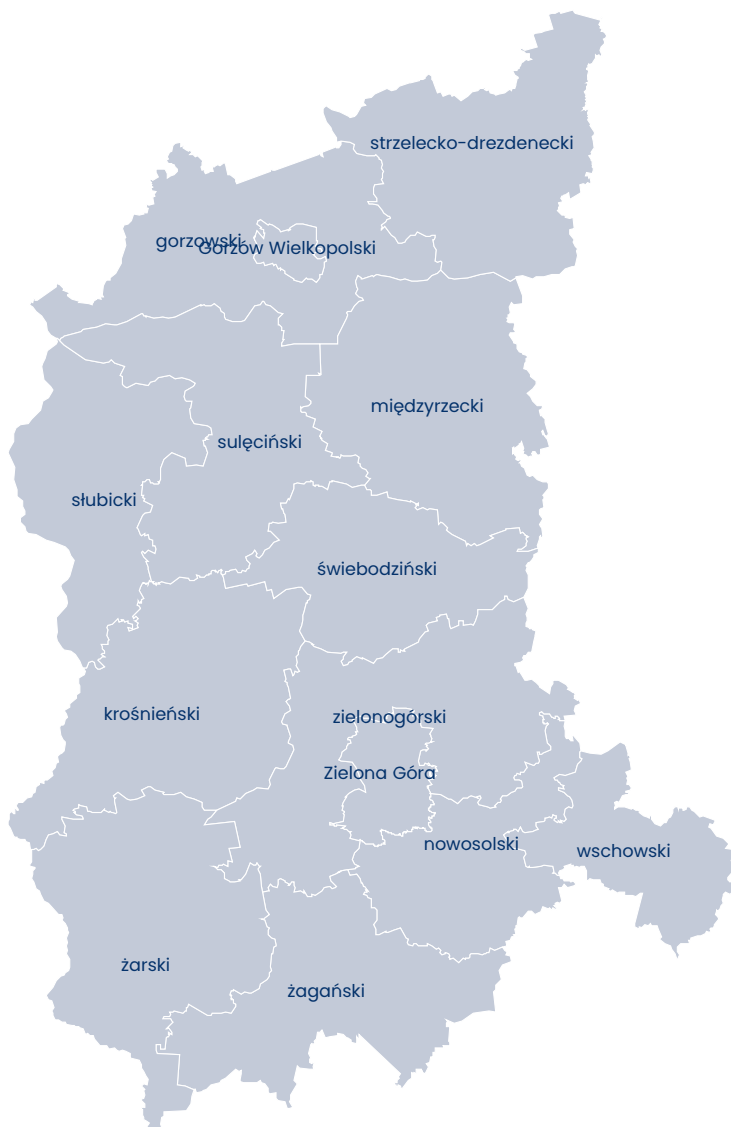 strzelecko-drezdenecki
gorzowski
Gorzów Wielkopolski
międzyrzecki
sulęciński
słubicki
świebodziński
krośnieński
zielonogórski
Zielona Góra
nowosolski
wschowski
żarski
żagański